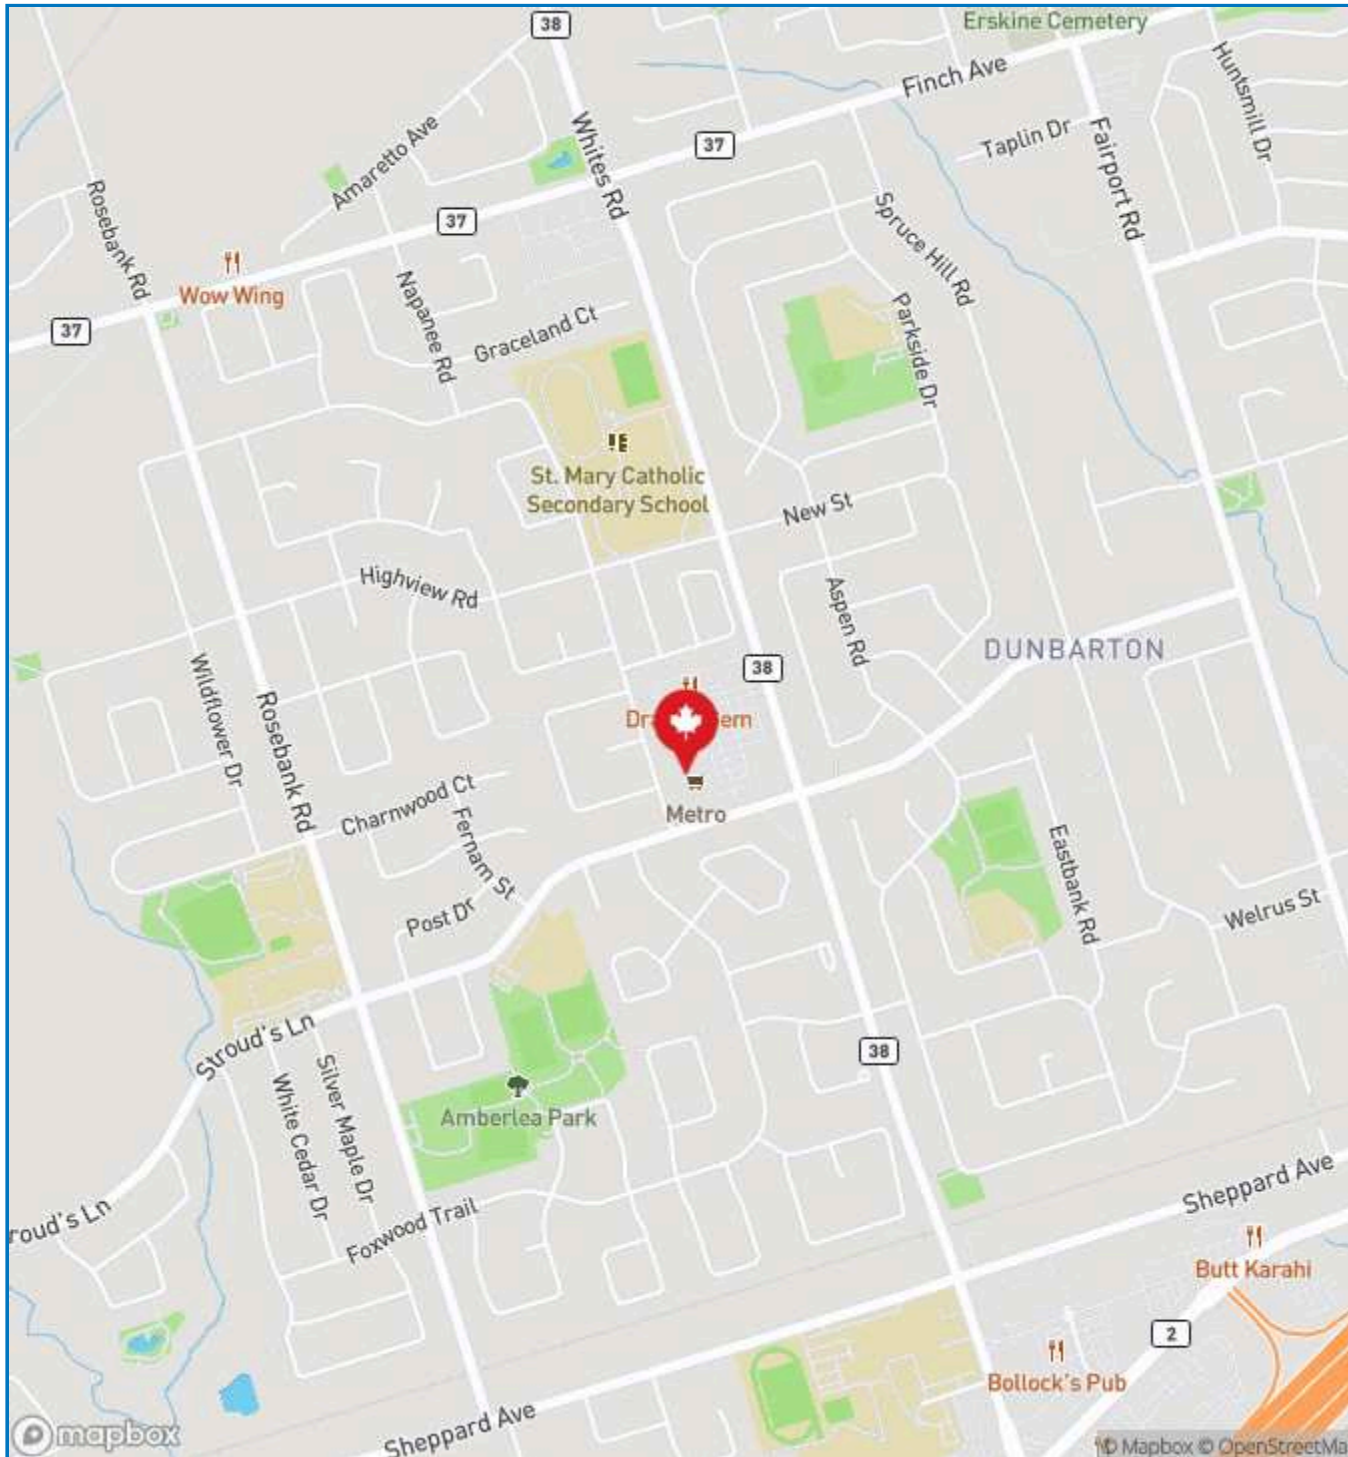 38
Erskine Cemetery
Finch Ave
Huntsmill Dr
Whites Rd
Amaretto Ave
37
Taplin Dr
Fairport Rd
Rosebank Rd
37
Spruce Hill Rd
Wow Wing
Napanee Rd
37
Graceland Ct
Parkside Dr
St. Mary Catholic
Secondary School
New St
Highview Rd
Aspen Rd
DUNBARTON
38
Wildflower Dr
Rosebank Rd
Charnwood Ct
Metro
Fernam St
Eastbank Rd
Post Dr
Welrus St
Stroud's Ln
38
Silver Maple Dr
White Cedar Dr
Amberlea Park
roud's Ln
Foxwood Trail
Sheppard Ave
Butt Karahi
2
Bollock's Pub
Sheppard Ave
mapbox
© Mapbox © OpenStreetMa